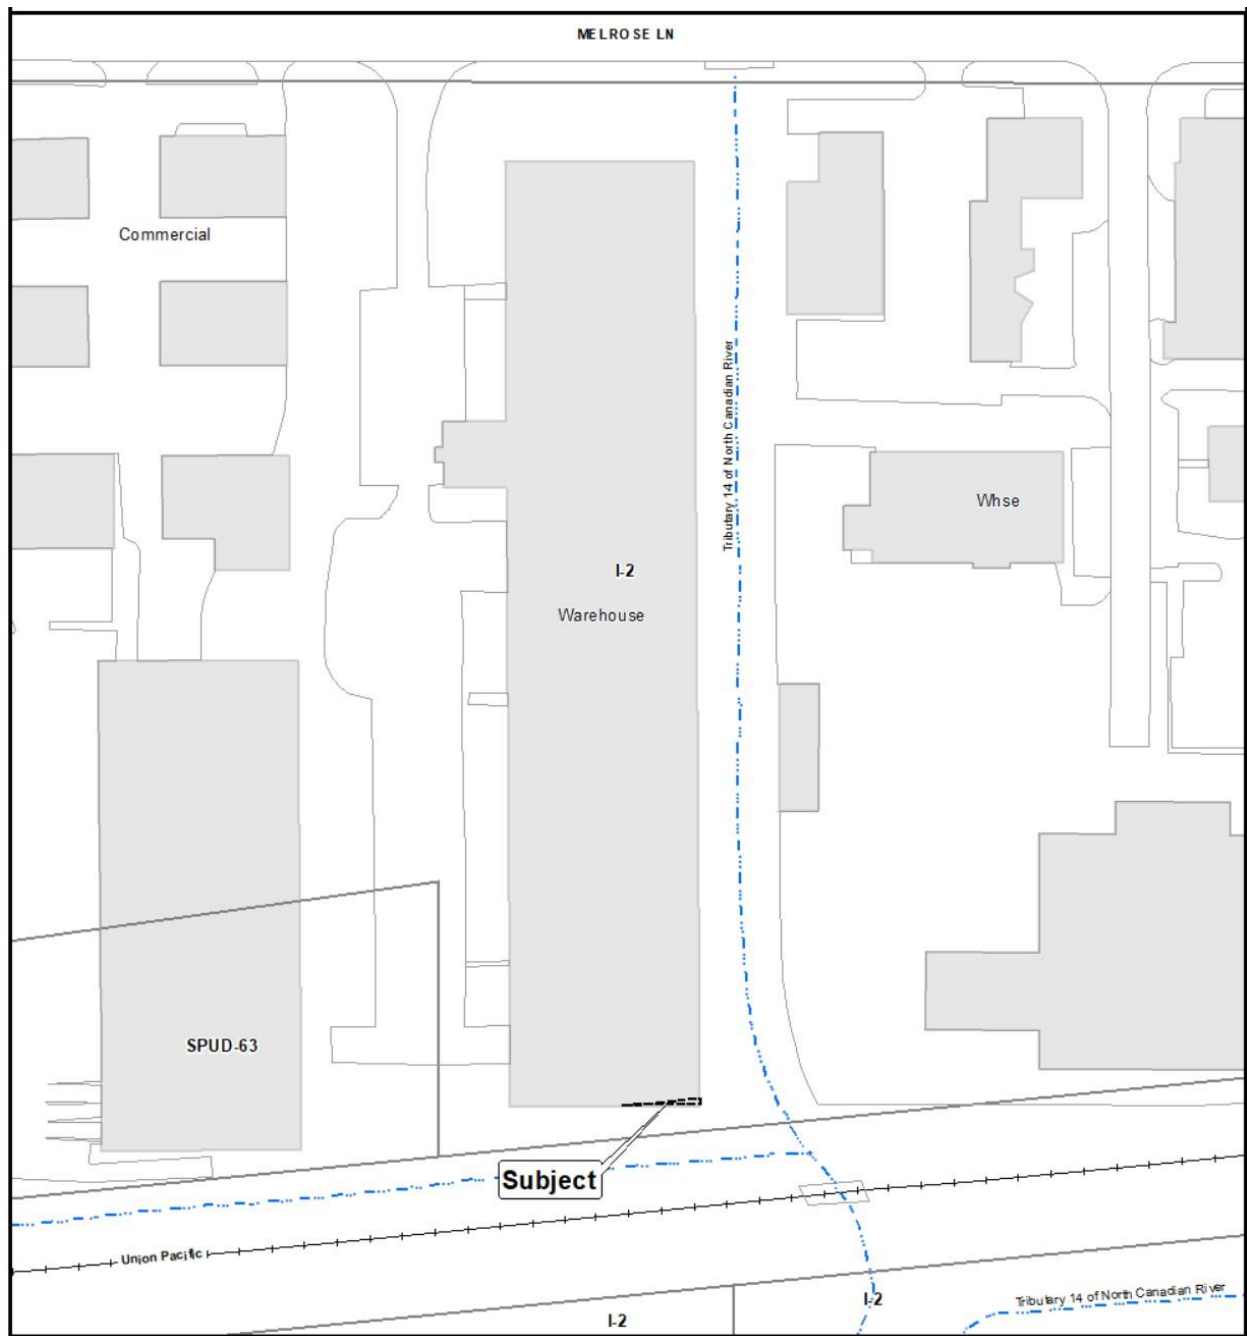 MELROSE LN
Commercial
Tributary 14 of North Canadian River
Whse
I-2
Warehouse
SPUD-63
Subject
Union Pacific
I-2
Tributary 14 of North Canadian River
I-2